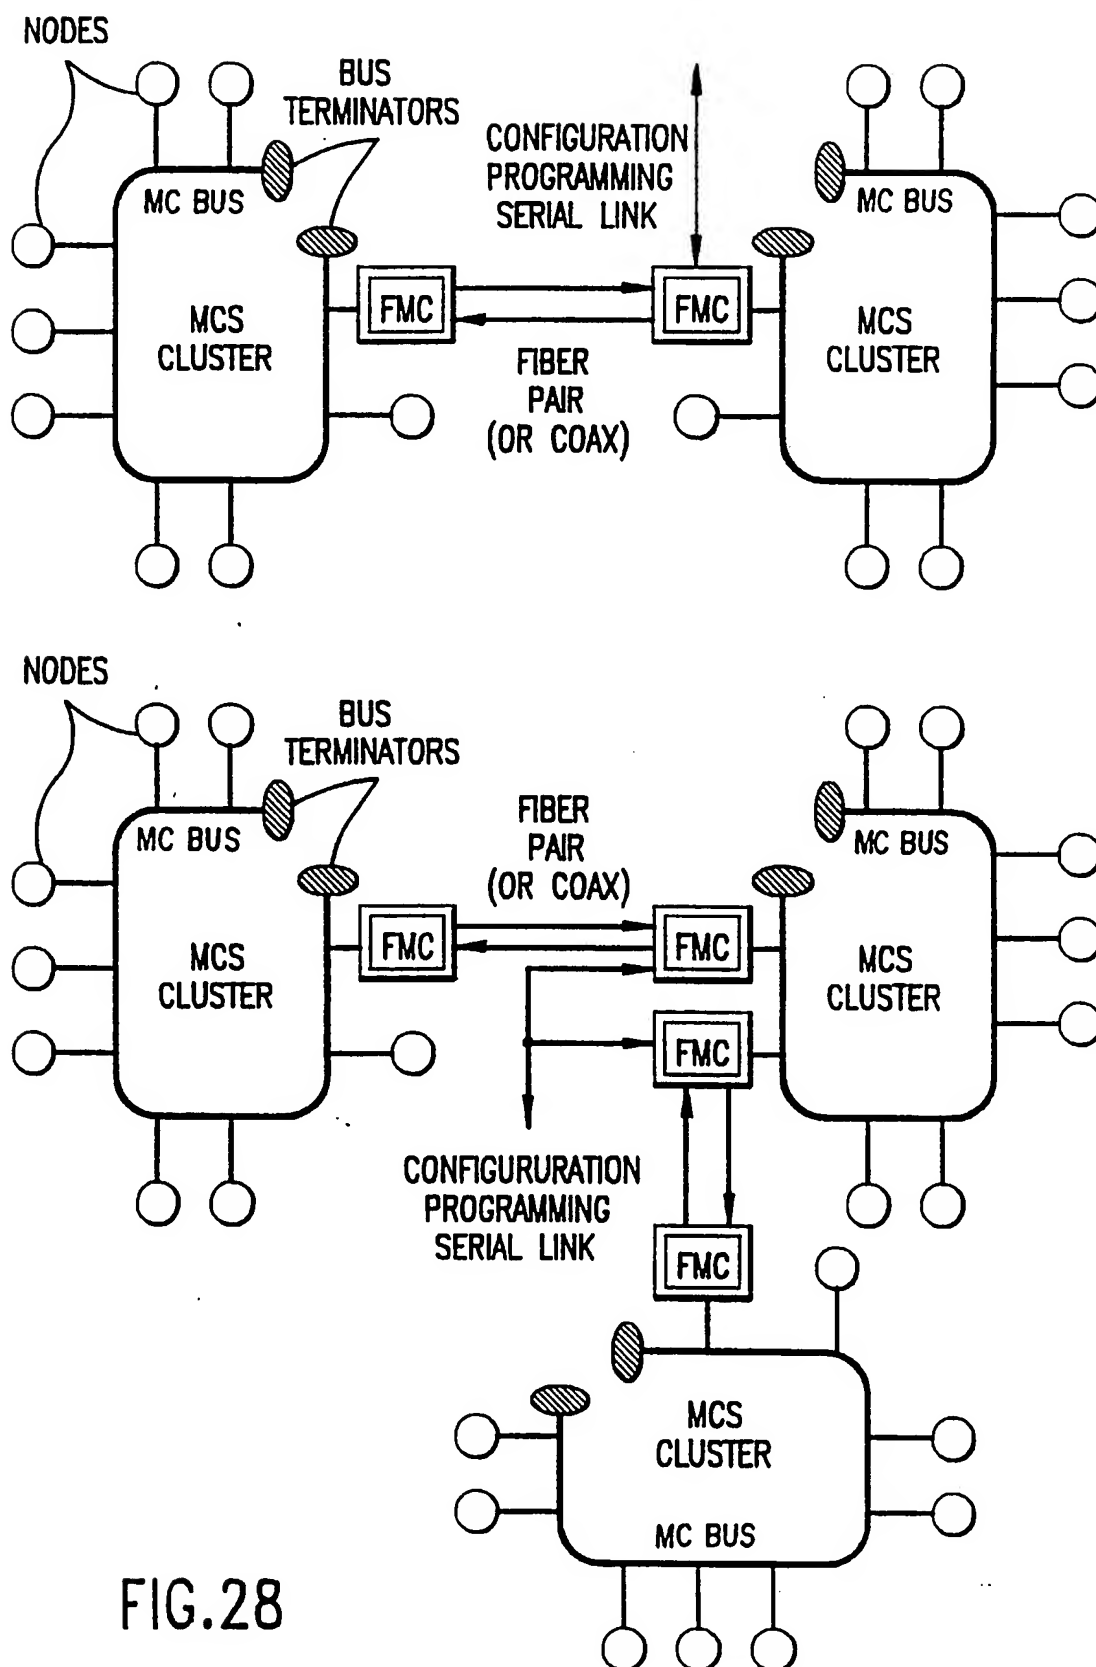 NODES
BUS
TERMINATORS
CONFIGURATION
PROGRAMMING
SERIAL LINK
MC BUS
MC BUS
MCS
CLUSTER
FMC
FMC
MCS
CLUSTER
FIBER
PAIR
(OR COAX)
NODES
BUS
TERMINATORS
FIBER
PAIR
(OR COAX)
MC BUS
MC BUS
MCS
CLUSTER
FMC
FMC
MCS
CLUSTER
FMC
CONFIGURURATION
PROGRAMMING
SERIAL LINK
FMC
MCS
CLUSTER
MC BUS
FIG.28